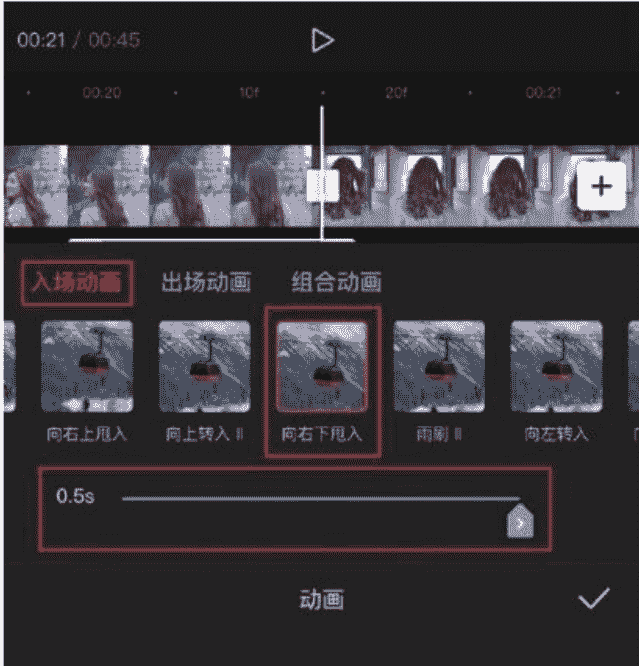 00:21 / 00:45
00:20 10f 20f 00:21
入场动画 出场动画 组合动画
向右上甩入 向上转入 II 向右下甩入 雨刷 II 向左转入
0.5s
动画